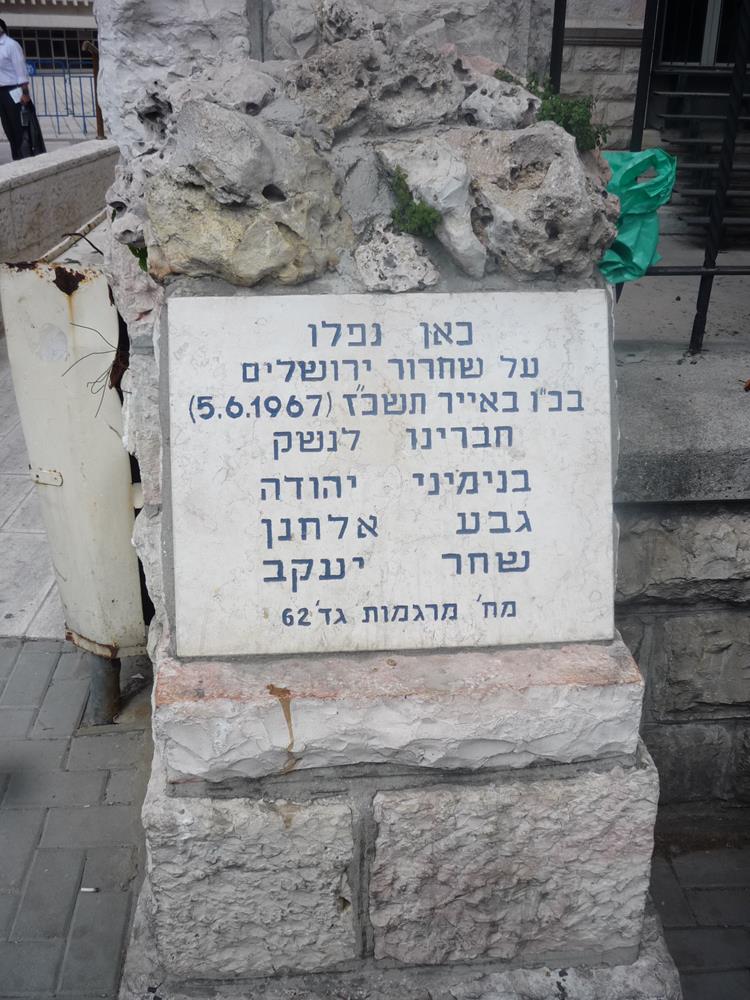 כאן נפלו
על שחרור ירושלים
בכ"ו באייר תשכ"ז (5.6.1967)
חברינו לנשק
בנימיני יהודה
גבע אלחנן
שחר יעקב
מח' מרגמות גד' 62